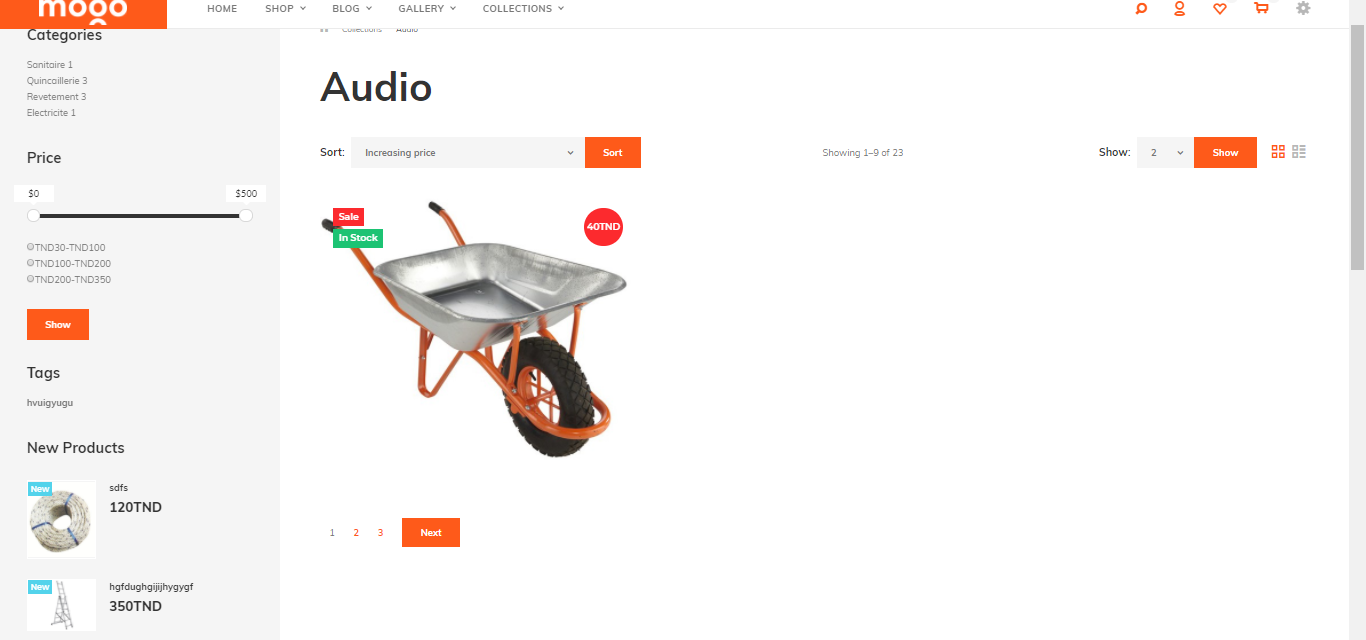 mogo
HOME SHOP BLOG GALLERY COLLECTIONS
Categories
Sanitaire 1
Quincaillerie 3
Revetement 3
Electricite 1
Price
$0 $500
TND30-TND100
TND100-TND200
TND200-TND350
Show
Tags
hvuigyugu
New Products
New
sdfs
120TND
New
hgfdughgijijhygygf
350TND
Collections Audio
Audio
Sort: Increasing price Sort
Showing 1–9 of 23
Show: 2 Show
Sale
In Stock
40TND
1 2 3 Next